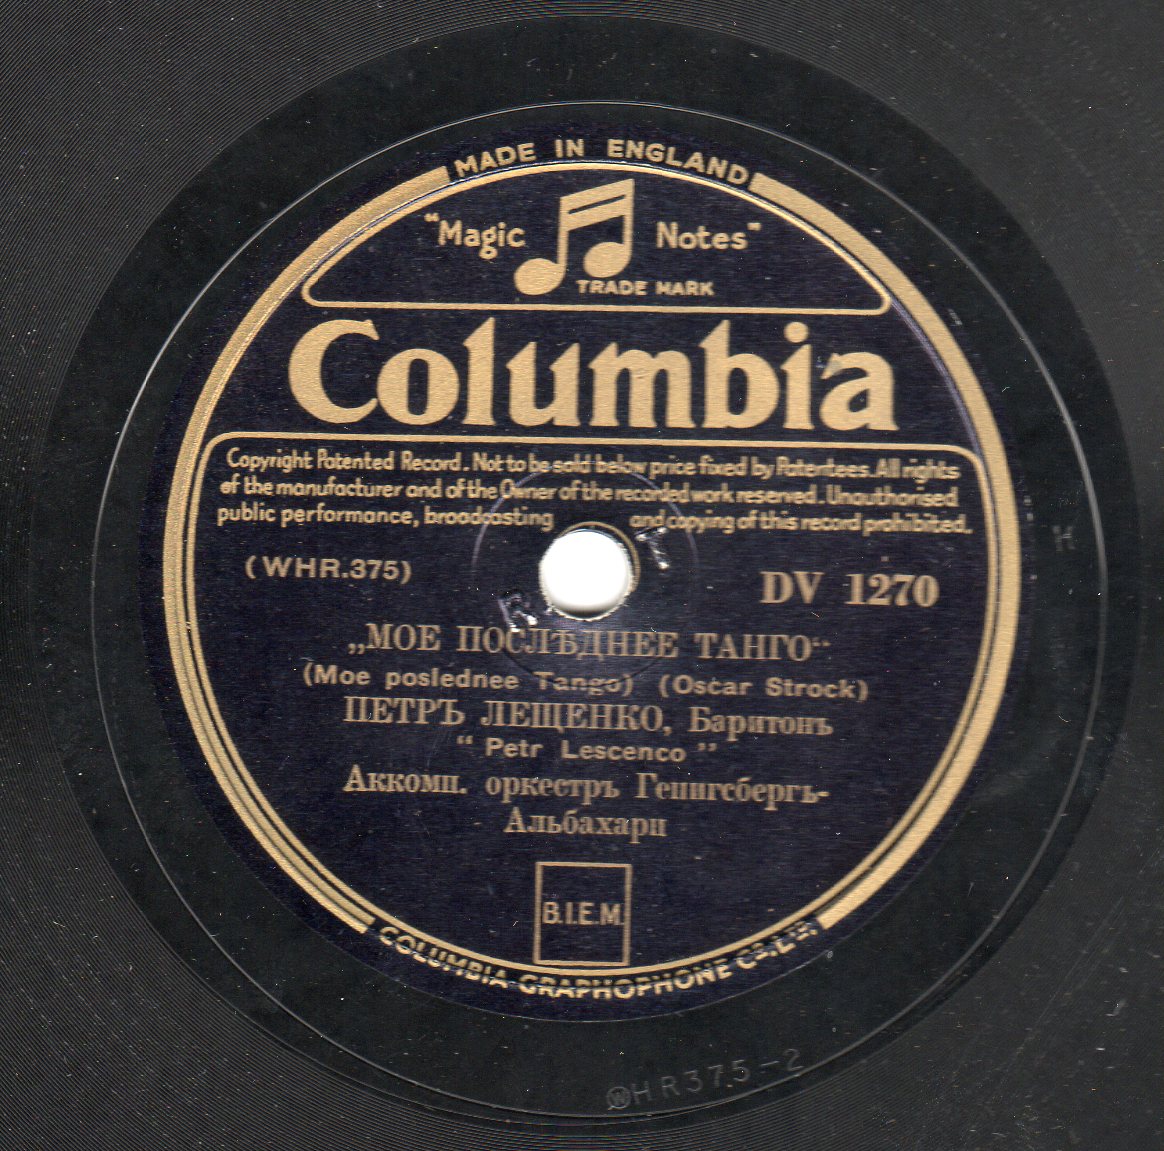 MADE IN ENGLAND
"Magic Notes"
TRADE MARK
Columbia
Copyright Patented Record. Not to be sold below price fixed by Patentees. All rights
of the manufacturer and of the Owner of the recorded work reserved. Unauthorised
public performance, broadcasting and copying of this record prohibited.
R T
H
(WHR.375)
DV 1270
„МОЕ ПОСЛѢДНЕЕ ТАНГО“
(Moe poslednee Tango) (Oscar Strock)
ПЕТРЪ ЛЕЩЕНКО, Баритонъ
“ Petr Lescenco ”
Аккомп. оркестръ Генигсбергъ-
Альбахари
B.I.E.M.
COLUMBIA GRAPHOPHONE Co. LTD.
WHR375-2